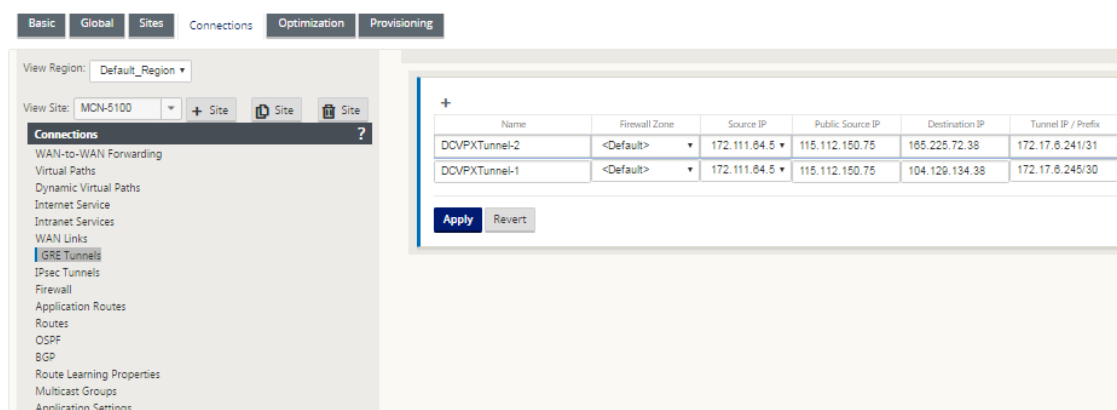 Basic Global Sites Connections Optimization Provisioning
View Region: Default_Region
View Site: MCN-5100 + Site Site Site
Connections ?
WAN-to-WAN Forwarding
Virtual Paths
Dynamic Virtual Paths
Internet Service
Intranet Services
WAN Links
GRE Tunnels
IPsec Tunnels
Firewall
Application Routes
Routes
OSPF
BGP
Route Learning Properties
Multicast Groups
Application Settings
+
Name Firewall Zone Source IP Public Source IP Destination IP Tunnel IP / Prefix
DCVPXTunnel-2 <Default> 172.111.64.5 115.112.150.75 165.225.72.38 172.17.6.241/31
DCVPXTunnel-1 <Default> 172.111.64.5 115.112.150.75 104.129.134.38 172.17.6.245/30
Apply Revert